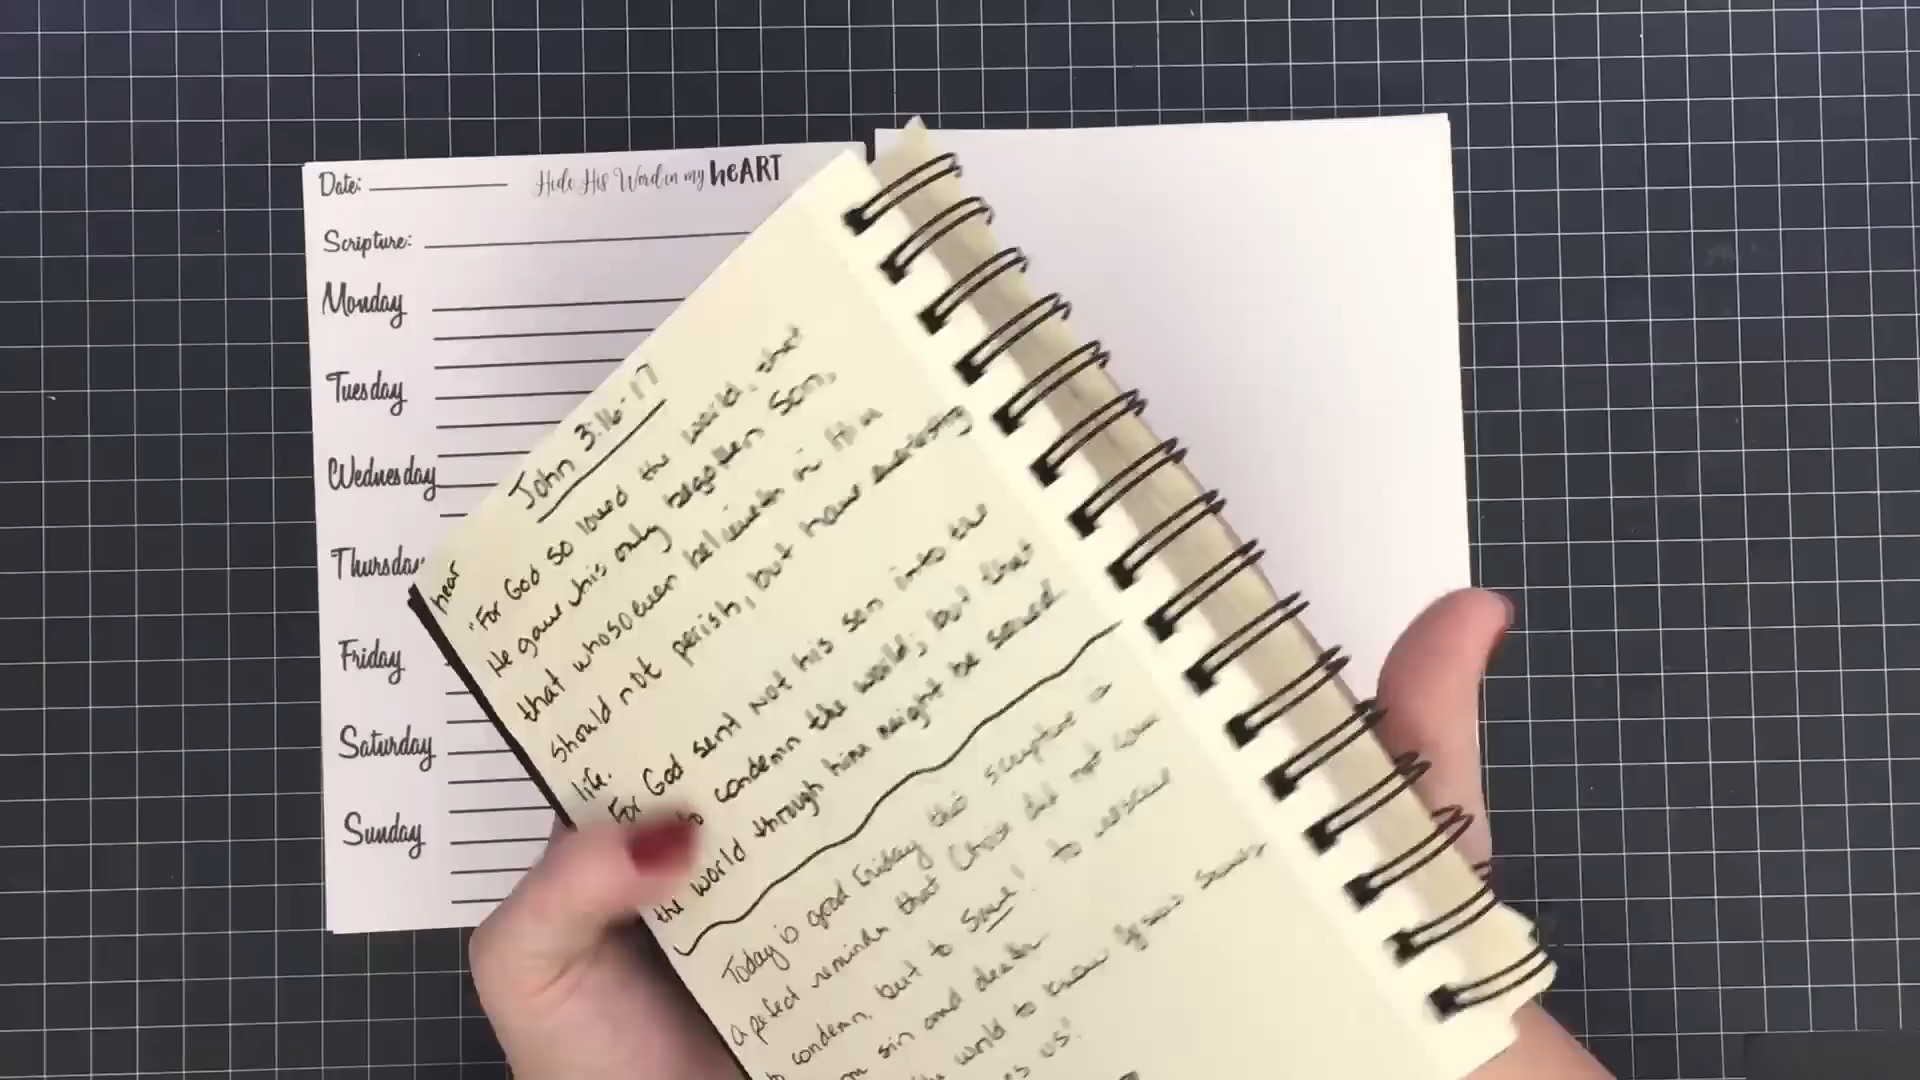 Date: Hide His Word in my heART
Scripture:
Monday
Tuesday
Wednesday
Thursday
Friday
Saturday
Sunday
John 3:16-17
hear
"For God so loved the world, that
He gave his only begotten Son,
that whosoever believeth in Him
should not perish, but have everlasting
life.
For God sent not his son into the
to condemn the world; but that
the world through him might be saved.
Today is good Friday this scripture is
a perfect reminder that Christ did not come
to condemn, but to Save! to rescue
sin and death
world to know Jesus saves
us!